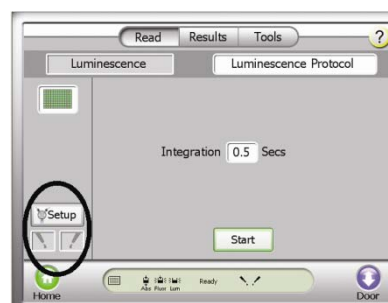 Read Results Tools ?
Luminescence Luminescence Protocol
Integration 0.5 Secs
Setup
Start
Abs Fluor Lum Ready
Home Door